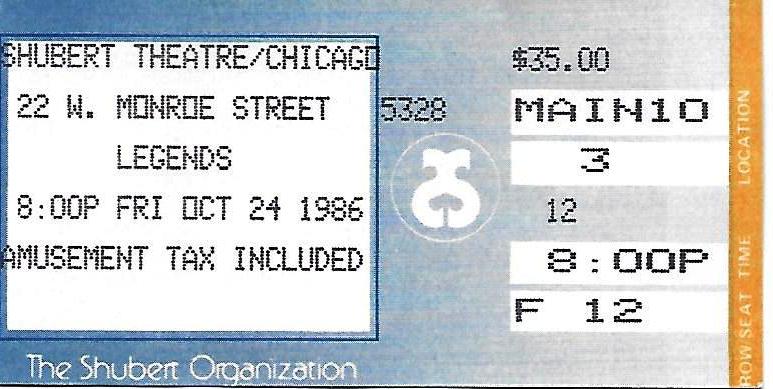 SHUBERT THEATRE/CHICAGO
22 W. MONROE STREET
LEGENDS
8:00P FRI OCT 24 1986
AMUSEMENT TAX INCLUDED
The Shubert Organization
5328
$35.00
MAIN10
3
12
8:00P
F 12
LOCATION
TIME
ROW SEAT